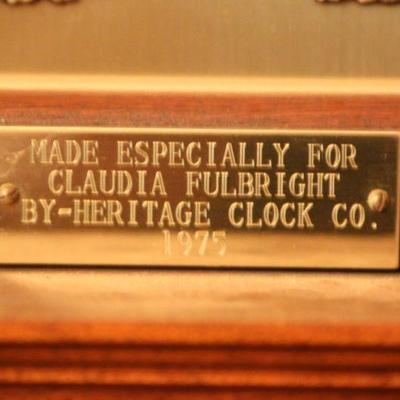 MADE ESPECIALLY FOR
CLAUDIA FULBRIGHT
BY-HERITAGE CLOCK CO.
1975